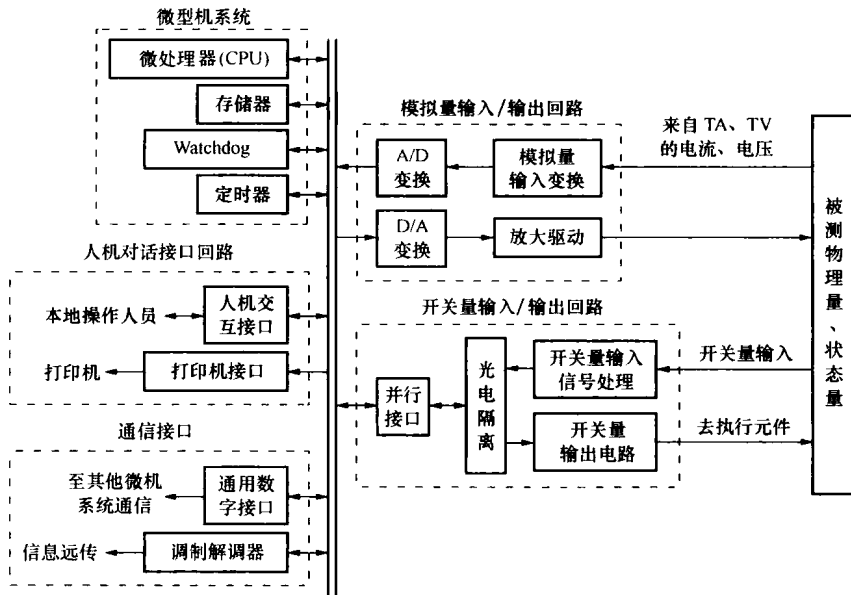 微型机系统
微处理器(CPU)
存储器
Watchdog
定时器
人机对话接口回路
本地操作人员
人机交
互接口
打印机
打印机接口
通信接口
至其他微机
系统通信
通用数
字接口
信息远传
调制解调器
模拟量输入/输出回路
A/D
变换
模拟量
输入变换
D/A
变换
放大驱动
来自 TA、TV
的电流、电压
开关量输入/输出回路
并行
接口
光电隔离
开关量输入
信号处理
开关量
输出电路
开关量输入
去执行元件
被测物理量、状态量